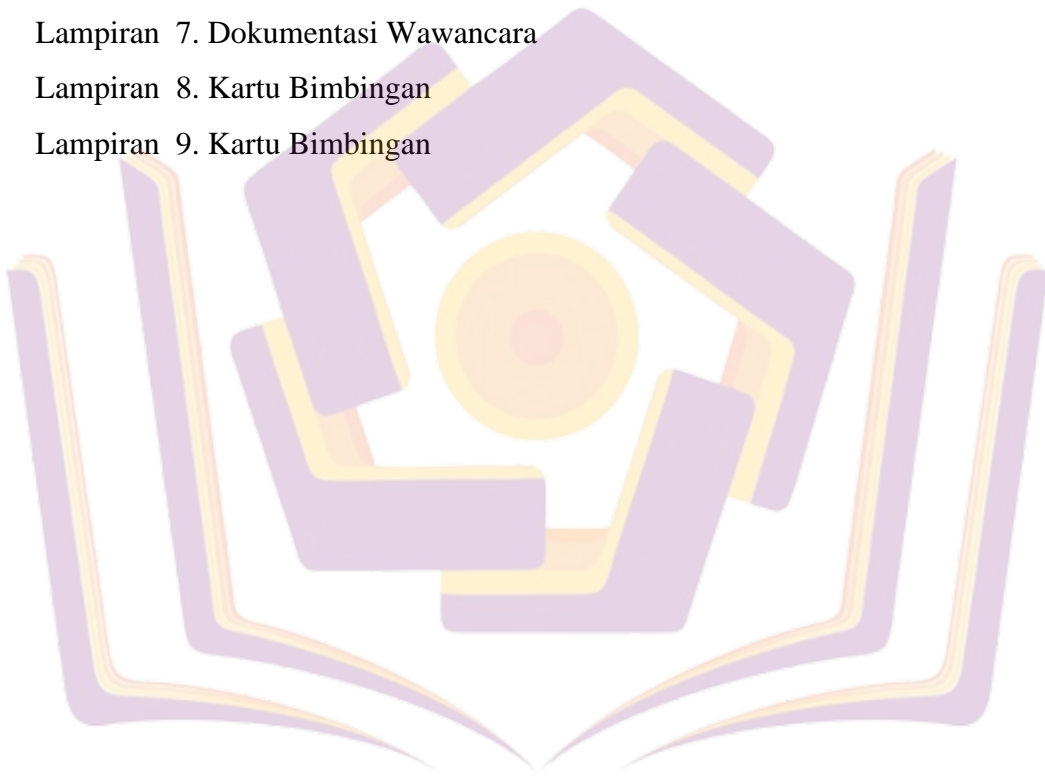 Lampiran  7. Dokumentasi Wawancara
Lampiran  8. Kartu Bimbingan
Lampiran  9. Kartu Bimbingan